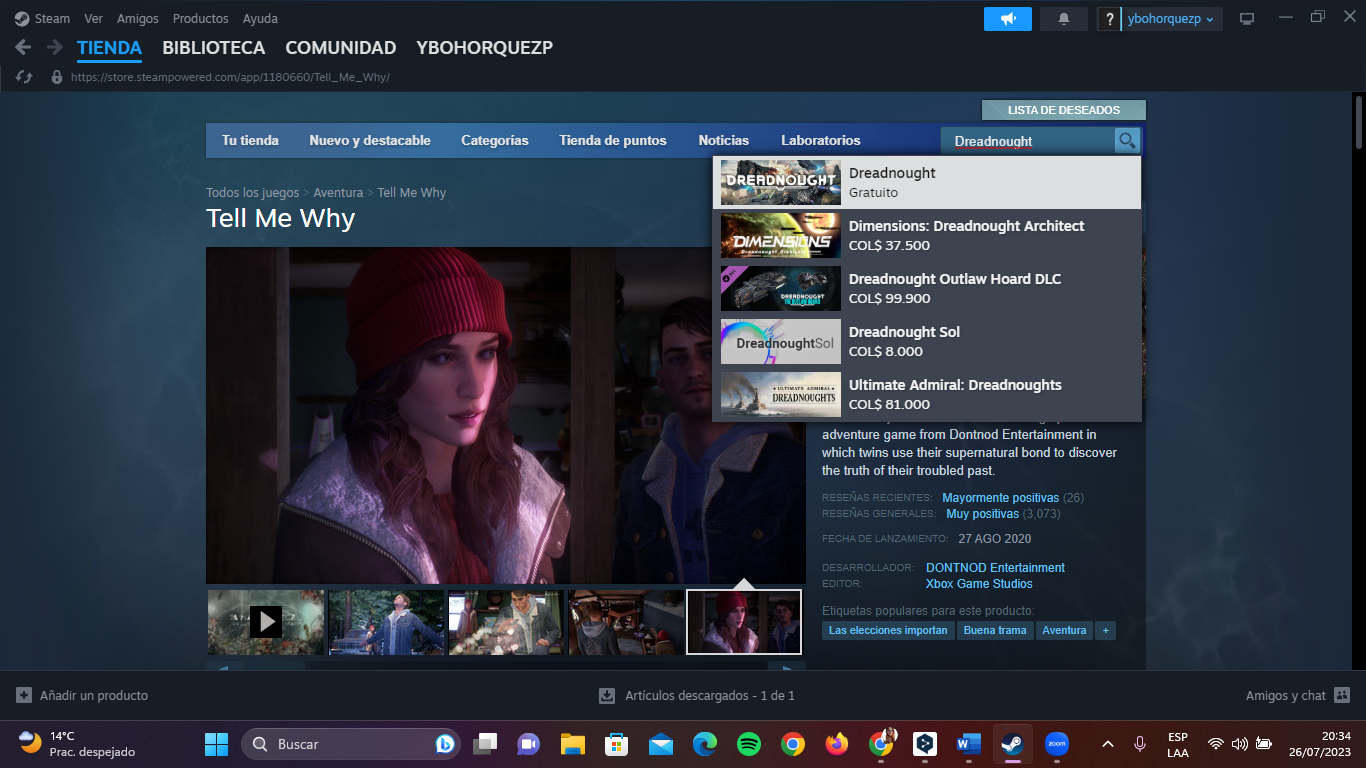 Steam Ver Amigos Productos Ayuda
? ybohorquezp
TIENDA BIBLIOTECA COMUNIDAD YBOHORQUEZP
https://store.steampowered.com/app/1180660/Tell_Me_Why/
LISTA DE DESEADOS
Tu tienda Nuevo y destacable Categorías Tienda de puntos Noticias Laboratorios
Dreadnought
DREADNOUGHT
Dreadnought
Gratuito
DIMENSIONS
Dimensions: Dreadnought Architect
COL$ 37.500
DREADNOUGHT
Dreadnought Outlaw Hoard DLC
COL$ 99.900
DreadnoughtSol
Dreadnought Sol
COL$ 8.000
ULTIMATE ADMIRAL
DREADNOUGHTS
Ultimate Admiral: Dreadnoughts
COL$ 81.000
Todos los juegos > Aventura > Tell Me Why
Tell Me Why
adventure game from Dontnod Entertainment in
which twins use their supernatural bond to discover
the truth of their troubled past.
RESEÑAS RECIENTES: Mayormente positivas (26)
RESEÑAS GENERALES: Muy positivas (3,073)
FECHA DE LANZAMIENTO: 27 AGO 2020
DESARROLLADOR: DONTNOD Entertainment
EDITOR: Xbox Game Studios
Etiquetas populares para este producto:
Las elecciones importan Buena trama Aventura +
Añadir un producto
Artículos descargados - 1 de 1
Amigos y chat
14°C
Prac. despejado
Buscar
zoom
ESP
LAA
20:34
26/07/2023